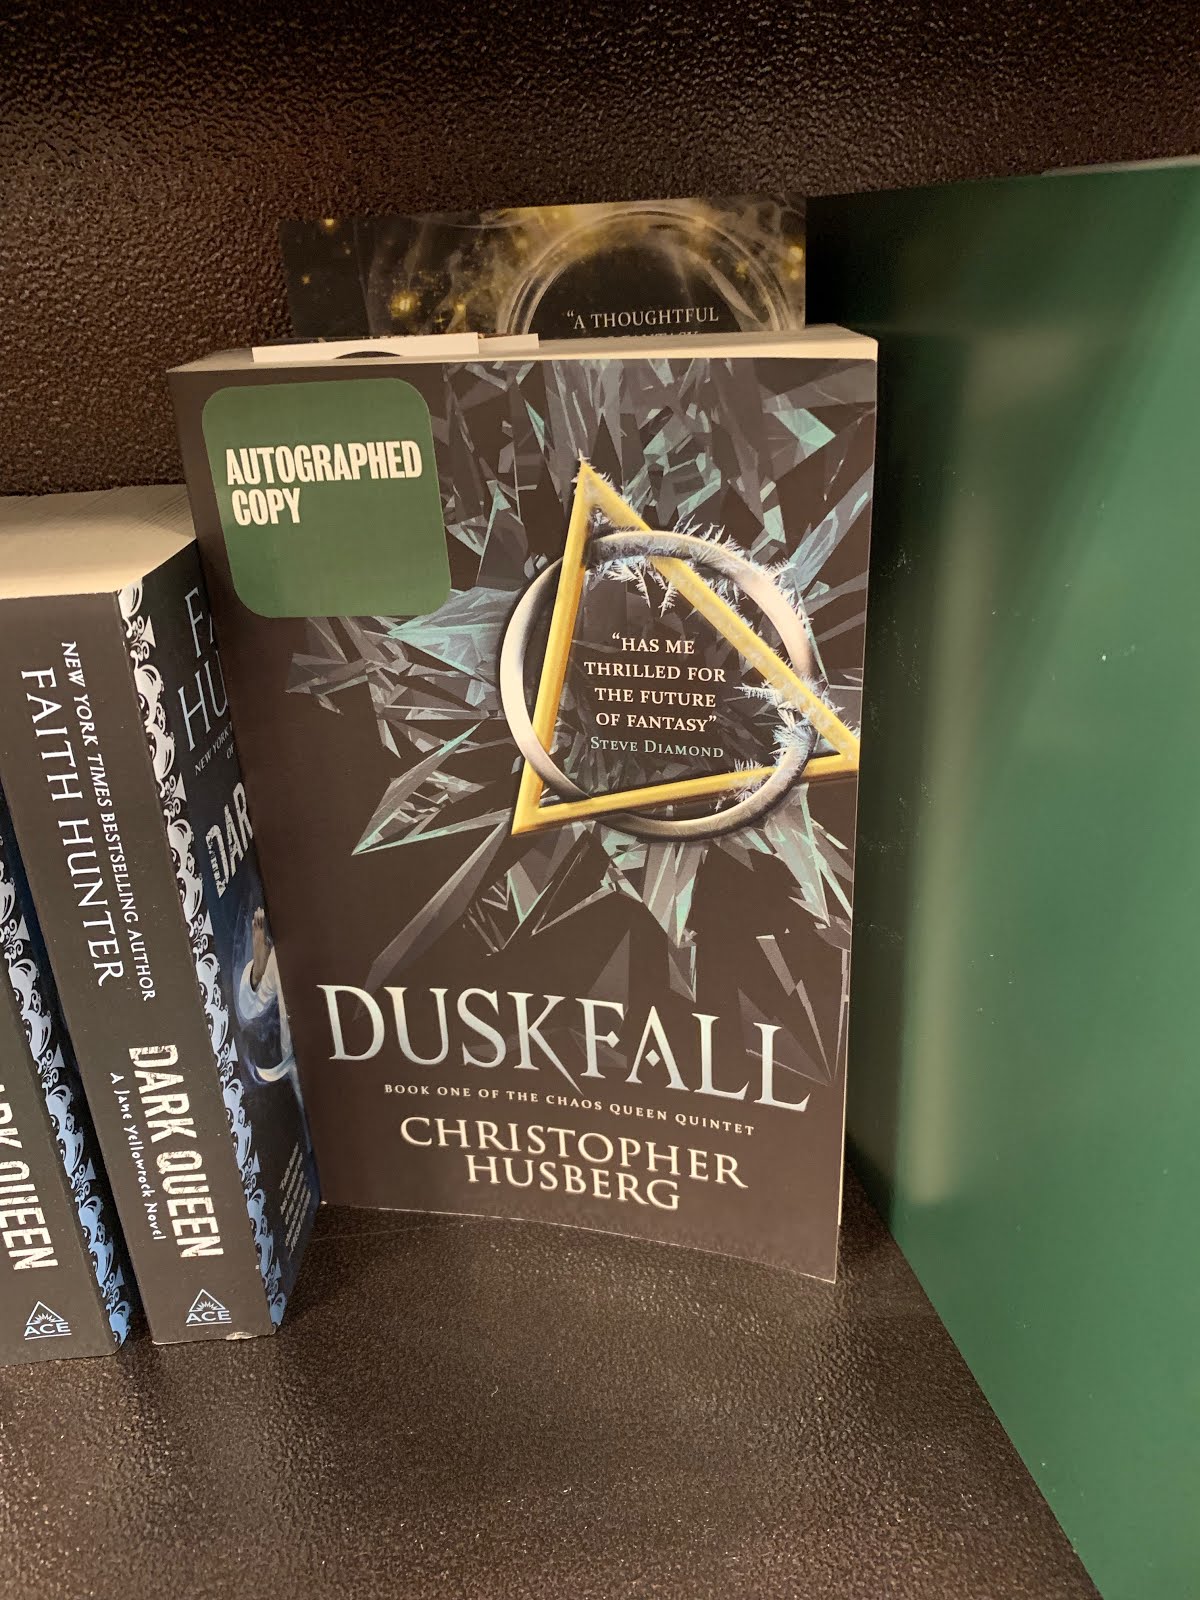 "A THOUGHTFUL
AUTOGRAPHED
COPY
"HAS ME
THRILLED FOR
THE FUTURE
OF FANTASY"
STEVE DIAMOND
DUSKFALL
BOOK ONE OF THE CHAOS QUEEN QUINTET
CHRISTOPHER
HUSBERG
NEW YORK TIMES BESTSELLING AUTHOR
FAITH HUNTER
DARK QUEEN
A Jane Yellowrock Novel
ACE
QUEEN
ACE